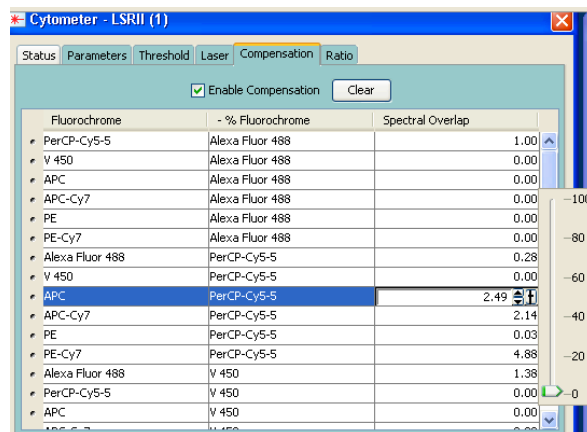 Cytometer - LSRII (1)
Status Parameters Threshold Laser Compensation Ratio
Enable Compensation Clear
Fluorochrome - % Fluorochrome Spectral Overlap
PerCP-Cy5-5 Alexa Fluor 488 1.00
V 450 Alexa Fluor 488 0.00
APC Alexa Fluor 488 0.00
APC-Cy7 Alexa Fluor 488 0.00
PE Alexa Fluor 488 0.00
PE-Cy7 Alexa Fluor 488 0.00
Alexa Fluor 488 PerCP-Cy5-5 0.28
V 450 PerCP-Cy5-5 0.00
APC PerCP-Cy5-5 2.49
APC-Cy7 PerCP-Cy5-5 2.14
PE PerCP-Cy5-5 0.03
PE-Cy7 PerCP-Cy5-5 4.88
Alexa Fluor 488 V 450 1.38
PerCP-Cy5-5 V 450 0.00
APC V 450 0.00
100
80
60
40
20
0